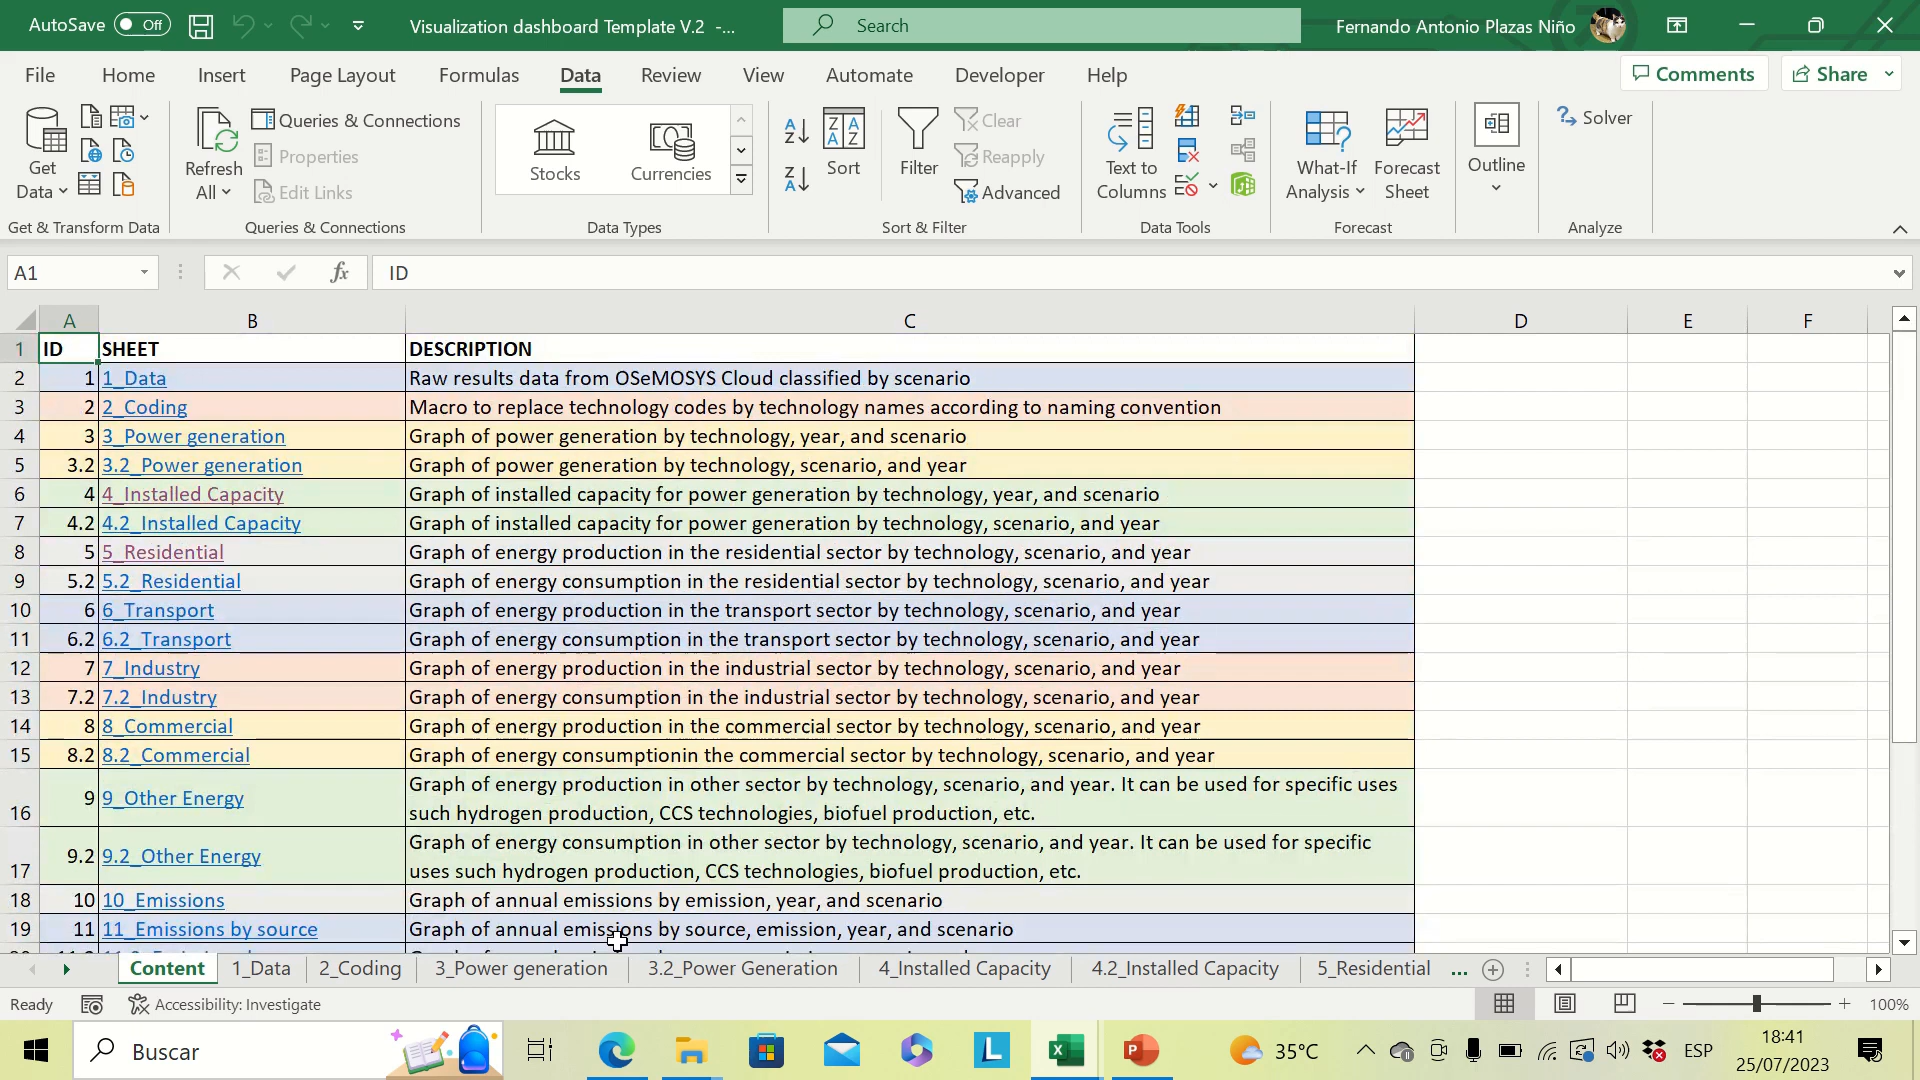 AutoSave Off Visualization dashboard Template V.2 -... Search Fernando Antonio Plazas Niño
File Home Insert Page Layout Formulas Data Review View Automate Developer Help Comments Share
Get Data
Refresh All
Queries & Connections
Properties
Edit Links
Stocks Currencies
Sort
Filter
Clear
Reapply
Advanced
Text to Columns
What-If Analysis
Forecast Sheet
Outline
Solver
Get & Transform Data Queries & Connections Data Types Sort & Filter Data Tools Forecast Analyze
A1 fx ID
A B C D E F
1 ID SHEET DESCRIPTION
2 1 1_Data Raw results data from OSeMOSYS Cloud classified by scenario
3 2 2_Coding Macro to replace technology codes by technology names according to naming convention
4 3 3_Power generation Graph of power generation by technology, year, and scenario
5 3.2 3.2_Power generation Graph of power generation by technology, scenario, and year
6 4 4_Installed Capacity Graph of installed capacity for power generation by technology, year, and scenario
7 4.2 4.2_Installed Capacity Graph of installed capacity for power generation by technology, scenario, and year
8 5 5_Residential Graph of energy production in the residential sector by technology, scenario, and year
9 5.2 5.2_Residential Graph of energy consumption in the residential sector by technology, scenario, and year
10 6 6_Transport Graph of energy production in the transport sector by technology, scenario, and year
11 6.2 6.2_Transport Graph of energy consumption in the transport sector by technology, scenario, and year
12 7 7_Industry Graph of energy production in the industrial sector by technology, scenario, and year
13 7.2 7.2_Industry Graph of energy consumption in the industrial sector by technology, scenario, and year
14 8 8_Commercial Graph of energy production in the commercial sector by technology, scenario, and year
15 8.2 8.2_Commercial Graph of energy consumptionin the commercial sector by technology, scenario, and year
16 9 9_Other Energy Graph of energy production in other sector by technology, scenario, and year. It can be used for specific uses
such hydrogen production, CCS technologies, biofuel production, etc.
17 9.2 9.2_Other Energy Graph of energy consumption in other sector by technology, scenario, and year. It can be used for specific
uses such hydrogen production, CCS technologies, biofuel production, etc.
18 10 10_Emissions Graph of annual emissions by emission, year, and scenario
19 11 11_Emissions by source Graph of annual emissions by source, emission, year, and scenario
Content 1_Data 2_Coding 3_Power generation 3.2_Power Generation 4_Installed Capacity 4.2_Installed Capacity 5_Residential ...
Ready Accessibility: Investigate 100%
Buscar 35°C ESP 18:41
25/07/2023